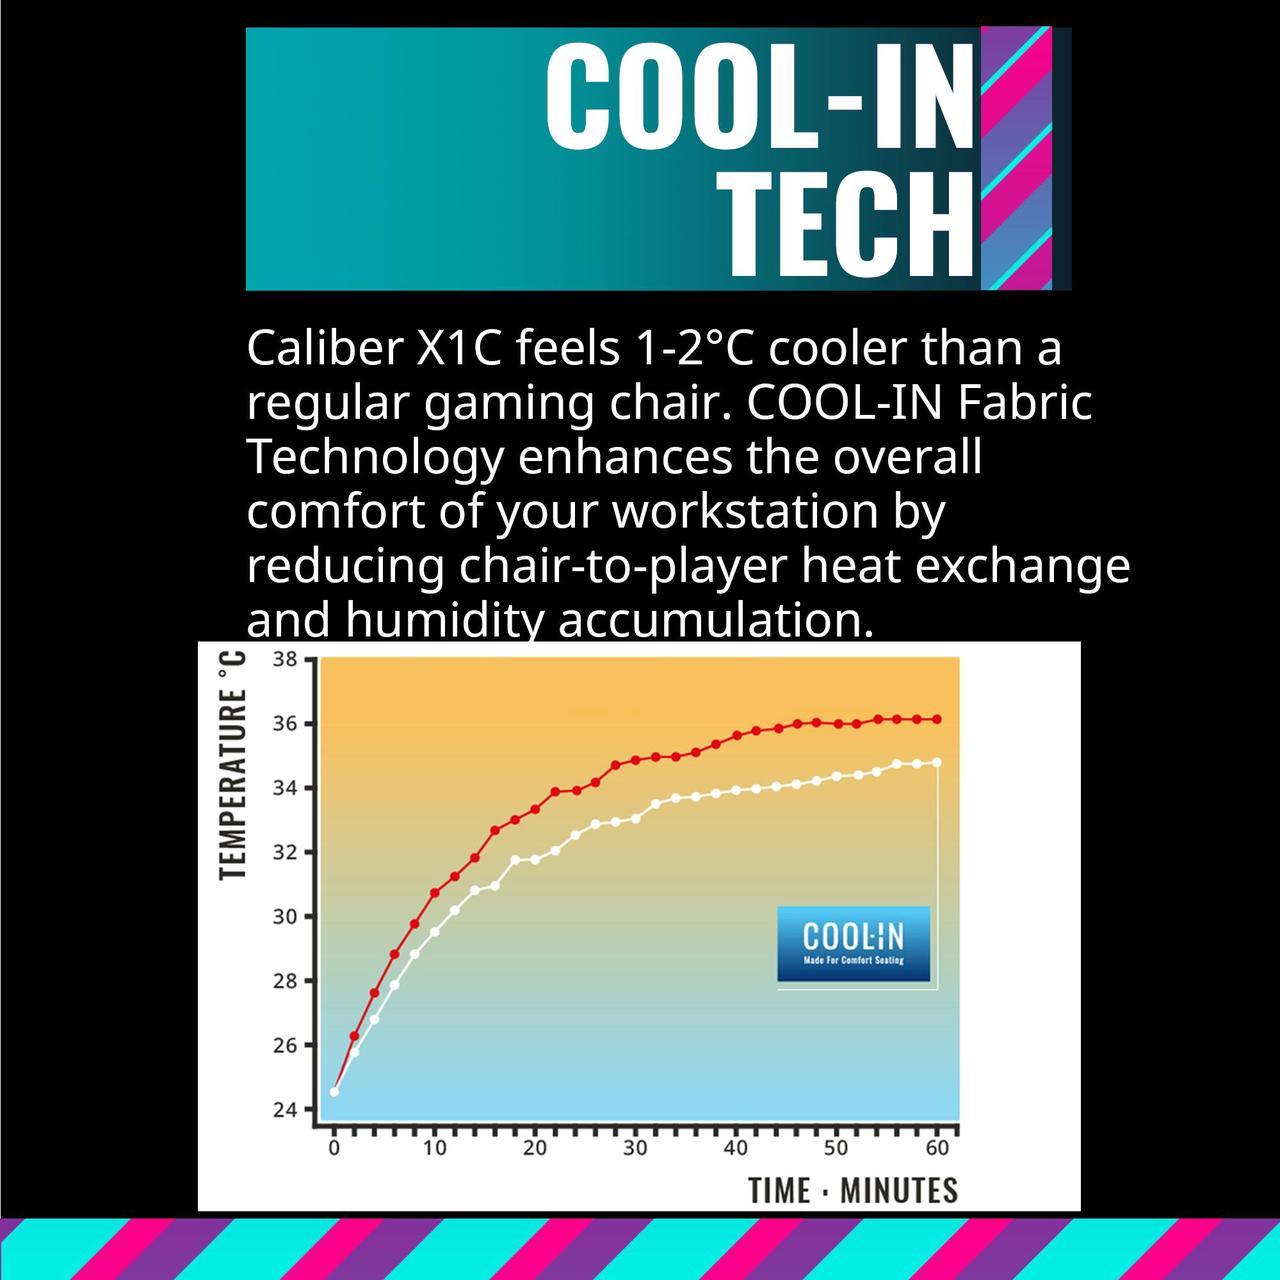 COOL-IN
TECH
Caliber X1C feels 1-2°C cooler than a
regular gaming chair. COOL-IN Fabric
Technology enhances the overall
comfort of your workstation by
reducing chair-to-player heat exchange
and humidity accumulation.
TEMPERATURE °C
38
36
34
32
30
28
26
24
COOL-IN
Made For Comfort Seating
0 10 20 30 40 50 60
TIME · MINUTES